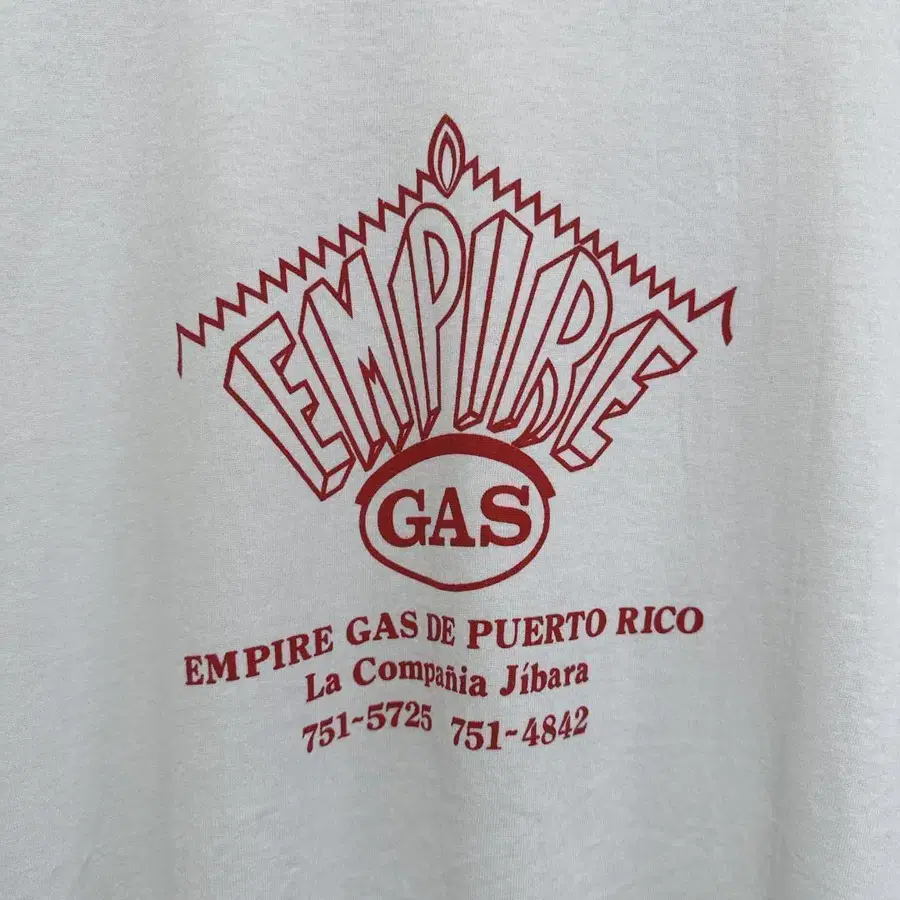 EMPIRE
GAS
EMPIRE GAS DE PUERTO RICO
La Compañia Jíbara
751-5725 751-4842